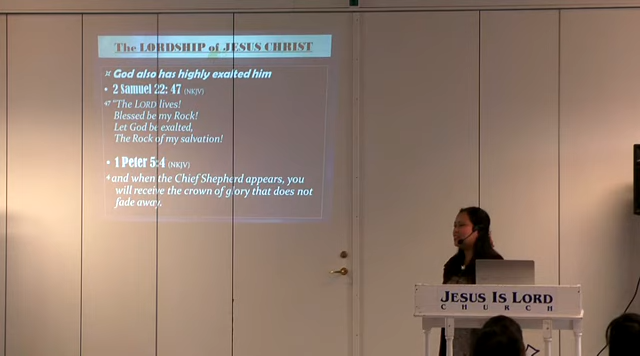 The LORDSHIP of JESUS CHRIST
God also has highly exalted him
• 2 Samuel 22: 47 (NKJV)
47 "The LORD lives!
Blessed be my Rock!
Let God be exalted,
The Rock of my salvation!
• 1 Peter 5:4 (NKJV)
4 and when the Chief Shepherd appears, you
will receive the crown of glory that does not
fade away.
JESUS IS LORD
CHURCH